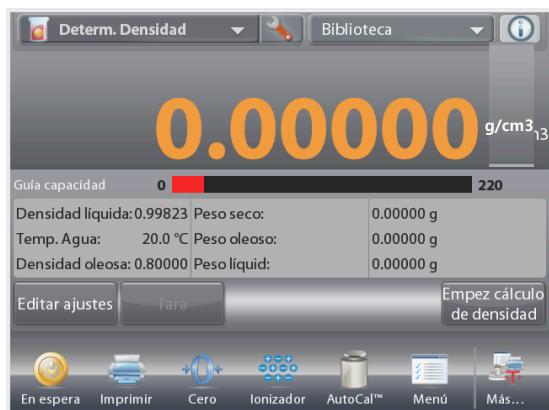 Determ. Densidad Biblioteca
0.00000 g/cm3
Guía capacidad 0 220
Densidad líquida: 0.99823 Peso seco: 0.00000 g
Temp. Agua: 20.0 °C Peso oleoso: 0.00000 g
Densidad oleosa: 0.80000 Peso líquid: 0.00000 g
Editar ajustes Tara Empez cálculo
de densidad
En espera Imprimir Cero Ionizador AutoCal™ Menú Más...